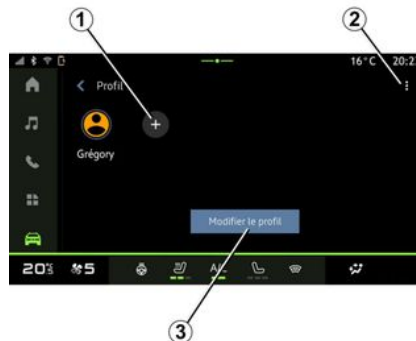 1
2
16°C 20:2
Profil
+
Grégory
Modifier le profil
20°5 5 A/
3